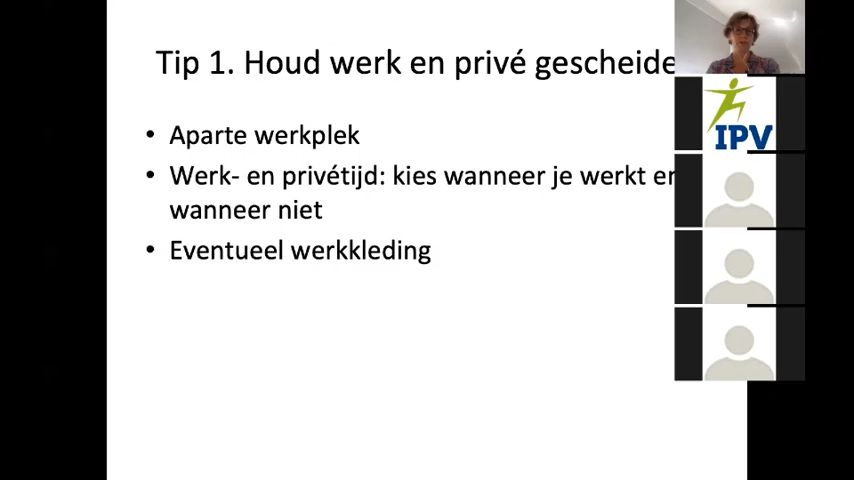 Tip 1. Houd werk en privé gescheide
IPV
• Aparte werkplek
• Werk- en privétijd: kies wanneer je werkt en
wanneer niet
• Eventueel werkkleding